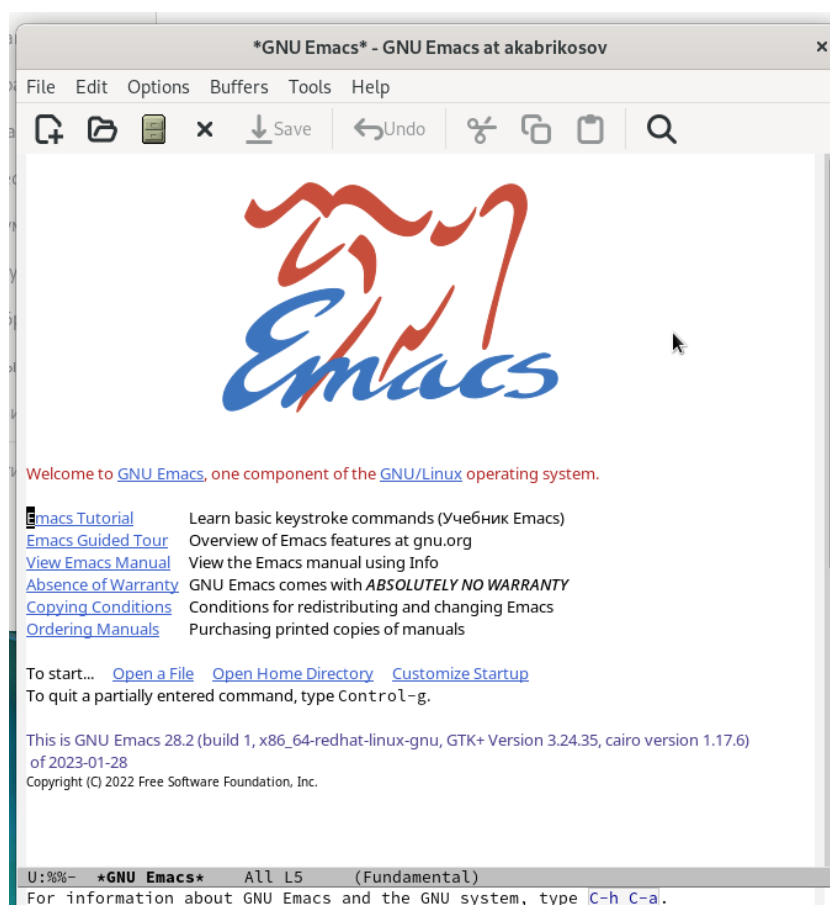 *GNU Emacs* - GNU Emacs at akabrikosov ×
File Edit Options Buffers Tools Help
Save Undo
Emacs
Welcome to GNU Emacs, one component of the GNU/Linux operating system.
Emacs Tutorial Learn basic keystroke commands (Учебник Emacs)
Emacs Guided Tour Overview of Emacs features at gnu.org
View Emacs Manual View the Emacs manual using Info
Absence of Warranty GNU Emacs comes with ABSOLUTELY NO WARRANTY
Copying Conditions Conditions for redistributing and changing Emacs
Ordering Manuals Purchasing printed copies of manuals
To start... Open a File Open Home Directory Customize Startup
To quit a partially entered command, type Control-g.
This is GNU Emacs 28.2 (build 1, x86_64-redhat-linux-gnu, GTK+ Version 3.24.35, cairo version 1.17.6)
of 2023-01-28
Copyright (C) 2022 Free Software Foundation, Inc.
U:%%- *GNU Emacs* All L5 (Fundamental)
For information about GNU Emacs and the GNU system, type C-h C-a.